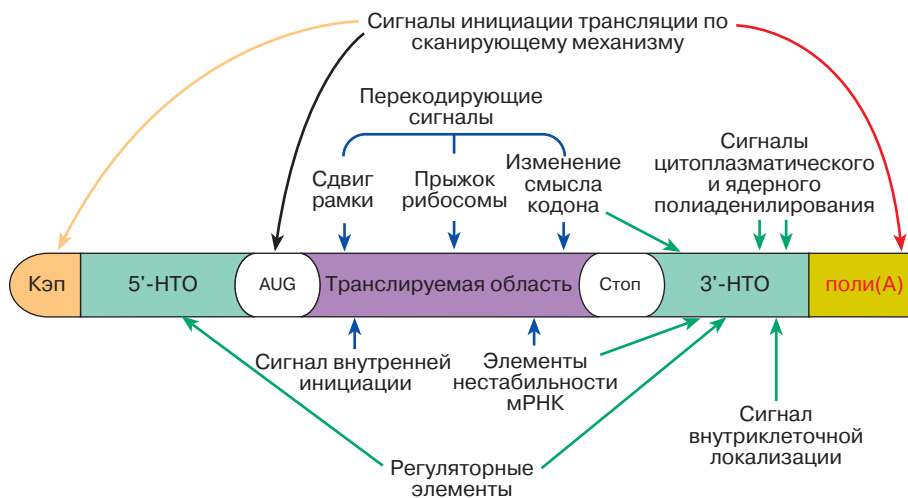 Сигналы инициации трансляции по
сканирующему механизму
Перекодирующие
сигналы
Сдвиг
рамки
Прыжок
рибосомы
Изменение
смысла
кодона
Сигналы
цитоплазматического
и ядерного
полиаденилирования
Кэп
5'-НТО
AUG
Транслируемая область
Стоп
3'-НТО
поли(А)
Сигнал внутренней
инициации
Элементы
нестабильности
мРНК
Сигнал
внутриклеточной
локализации
Регуляторные
элементы